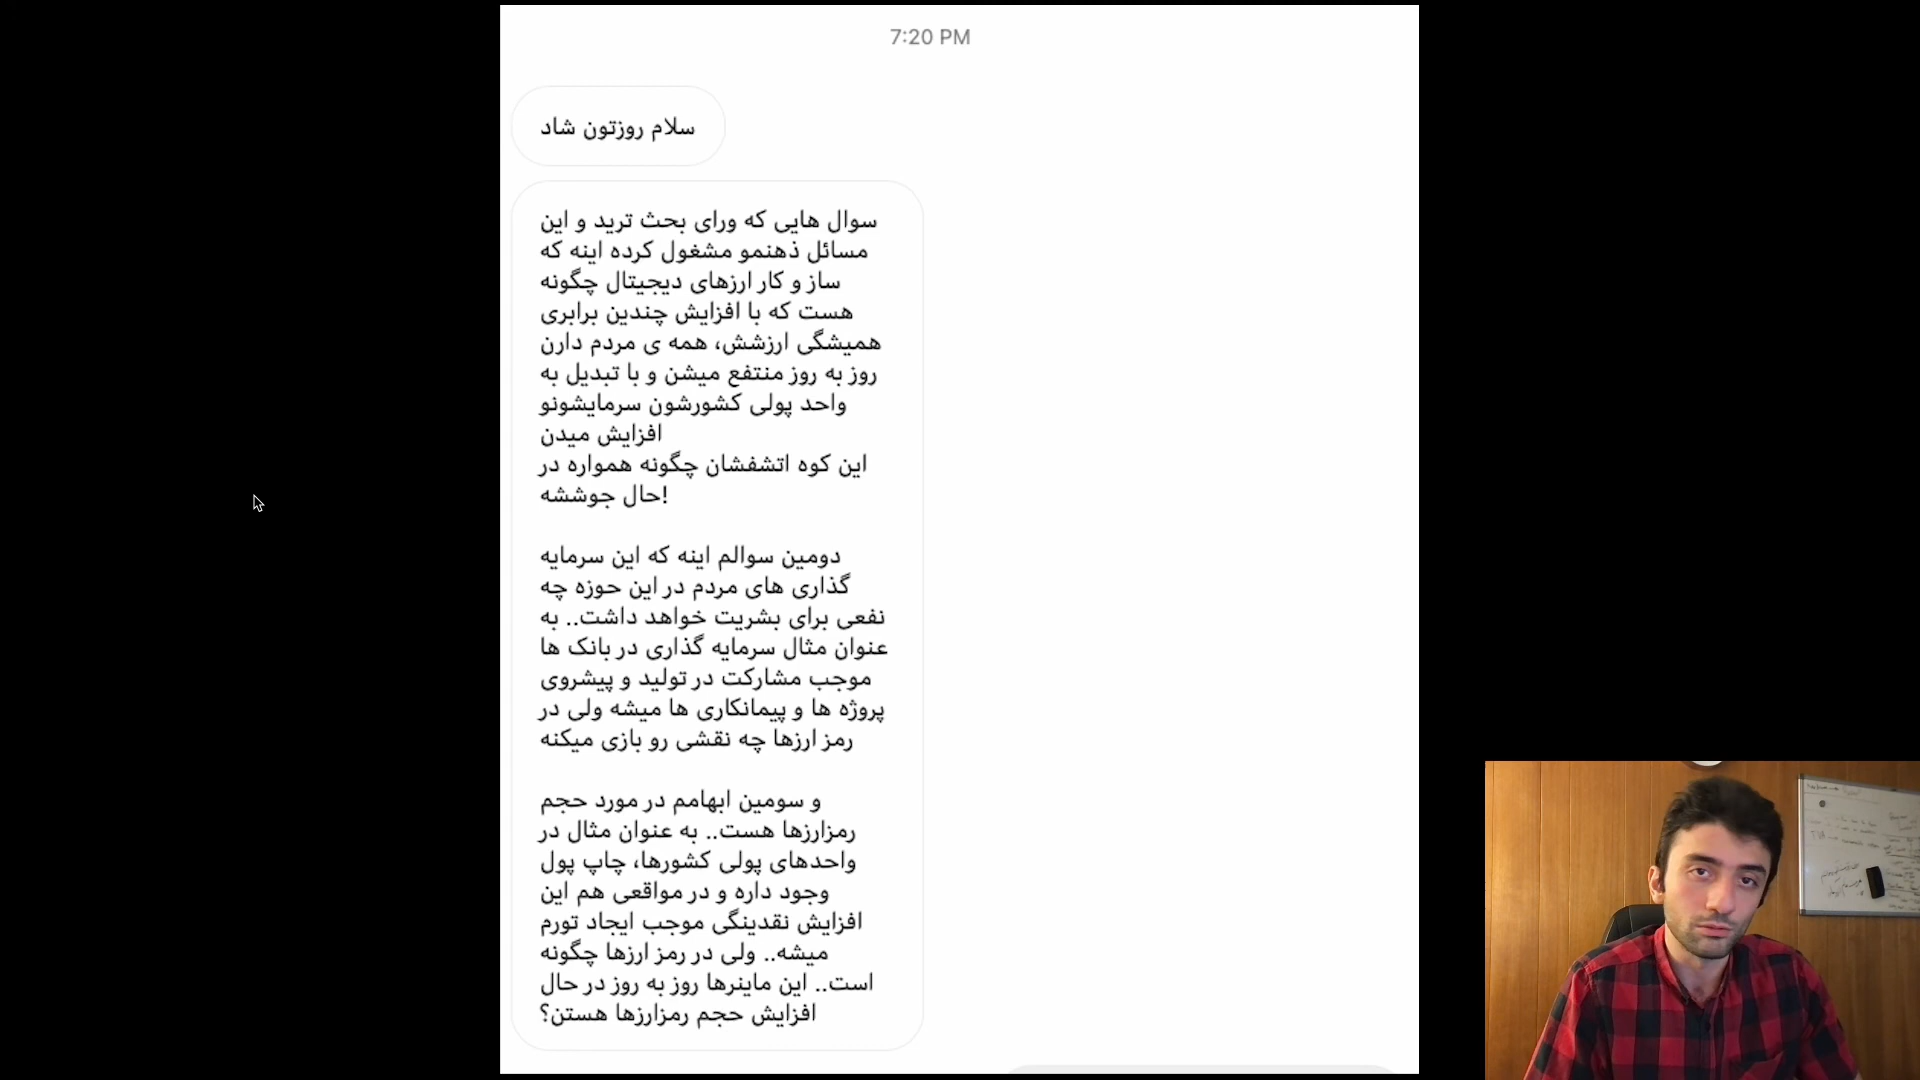 7:20 PM
سلام روزتون شاد
سوال هایی که ورای بحث ترید و این
مسائل ذهنمو مشغول کرده اینه که
ساز و کار ارزهای دیجیتال چگونه
هست که با افزایش چندین برابری
همیشگی ارزشش، همه ی مردم دارن
روز به روز منتفع میشن و با تبدیل به
واحد پولی کشورشون سرمایشونو
افزایش میدن
این کوه اتشفشان چگونه همواره در
حال جوششه!
دومین سوالم اینه که این سرمایه
گذاری های مردم در این حوزه چه
نفعی برای بشریت خواهد داشت.. به
عنوان مثال سرمایه گذاری در بانک ها
موجب مشارکت در تولید و پیشروی
پروژه ها و پیمانکاری ها میشه ولی در
رمز ارزها چه نقشی رو بازی میکنه
و سومین ابهامم در مورد حجم
رمزارزها هست.. به عنوان مثال در
واحدهای پولی کشورها، چاپ پول
وجود داره و در مواقعی هم این
افزایش نقدینگی موجب ایجاد تورم
میشه.. ولی در رمز ارزها چگونه
است.. این ماینرها روز به روز در حال
افزایش حجم رمزارزها هستن؟